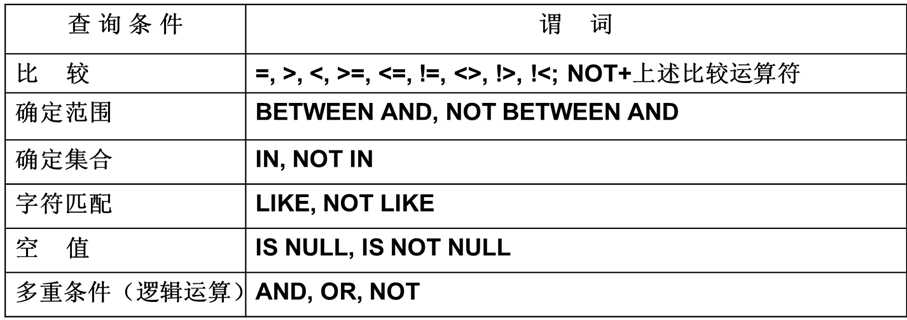 查询条件 谓 词
比 较 =, >, <, >=, <=, !=, <>, !>, !<; NOT+上述比较运算符
确定范围 BETWEEN AND, NOT BETWEEN AND
确定集合 IN, NOT IN
字符匹配 LIKE, NOT LIKE
空 值 IS NULL, IS NOT NULL
多重条件（逻辑运算） AND, OR, NOT